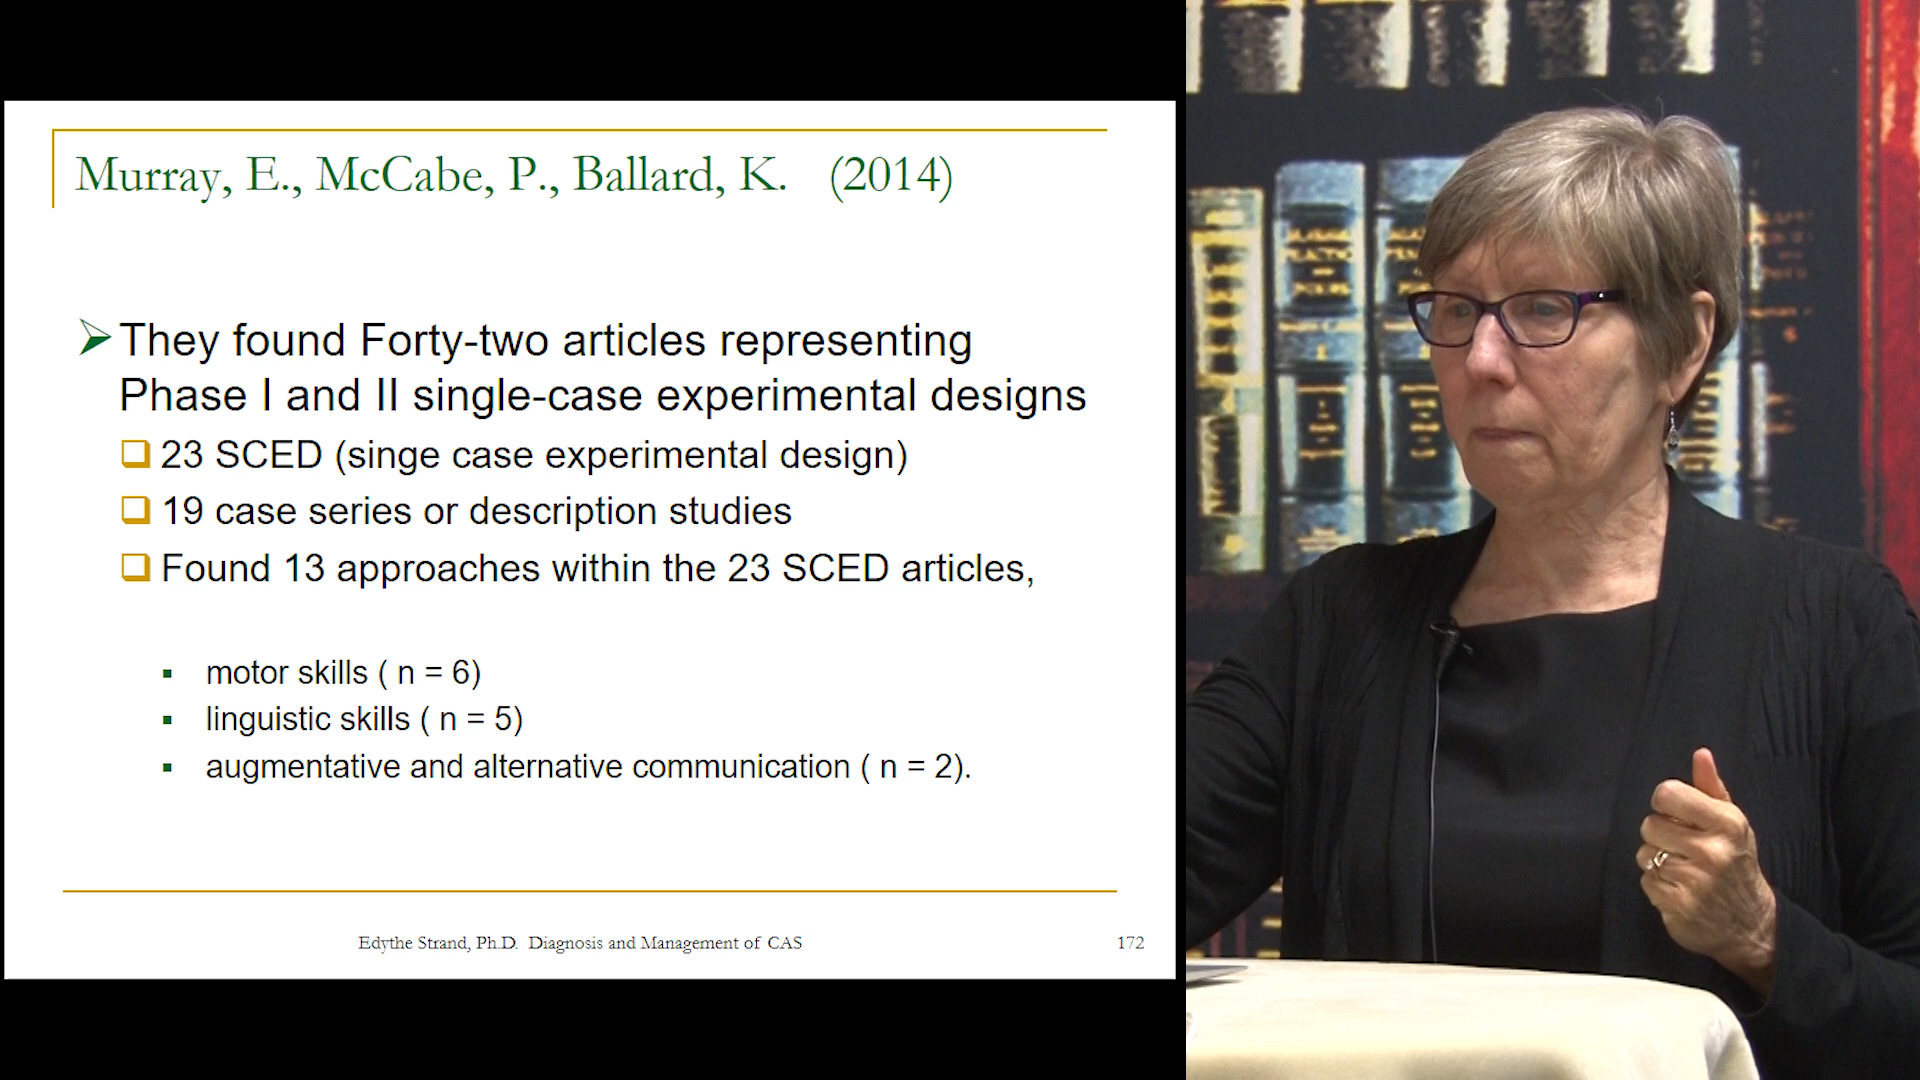 Murray, E., McCabe, P., Ballard, K. (2014)
They found Forty-two articles representing
Phase I and II single-case experimental designs
23 SCED (singe case experimental design)
19 case series or description studies
Found 13 approaches within the 23 SCED articles,
motor skills ( n = 6)
linguistic skills ( n = 5)
augmentative and alternative communication ( n = 2).
Edythe Strand, Ph.D. Diagnosis and Management of CAS
172